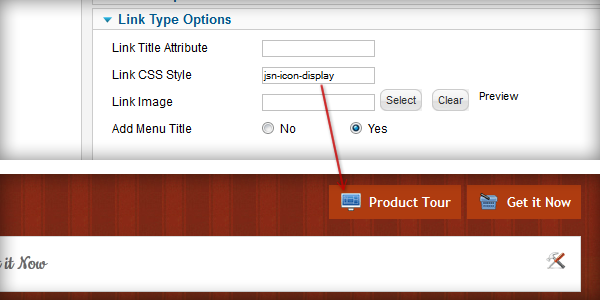 Link Type Options
Link Title Attribute
Link CSS Style jsn-icon-display
Link Image Select Clear Preview
Add Menu Title No Yes
Product Tour Get it Now
it Now